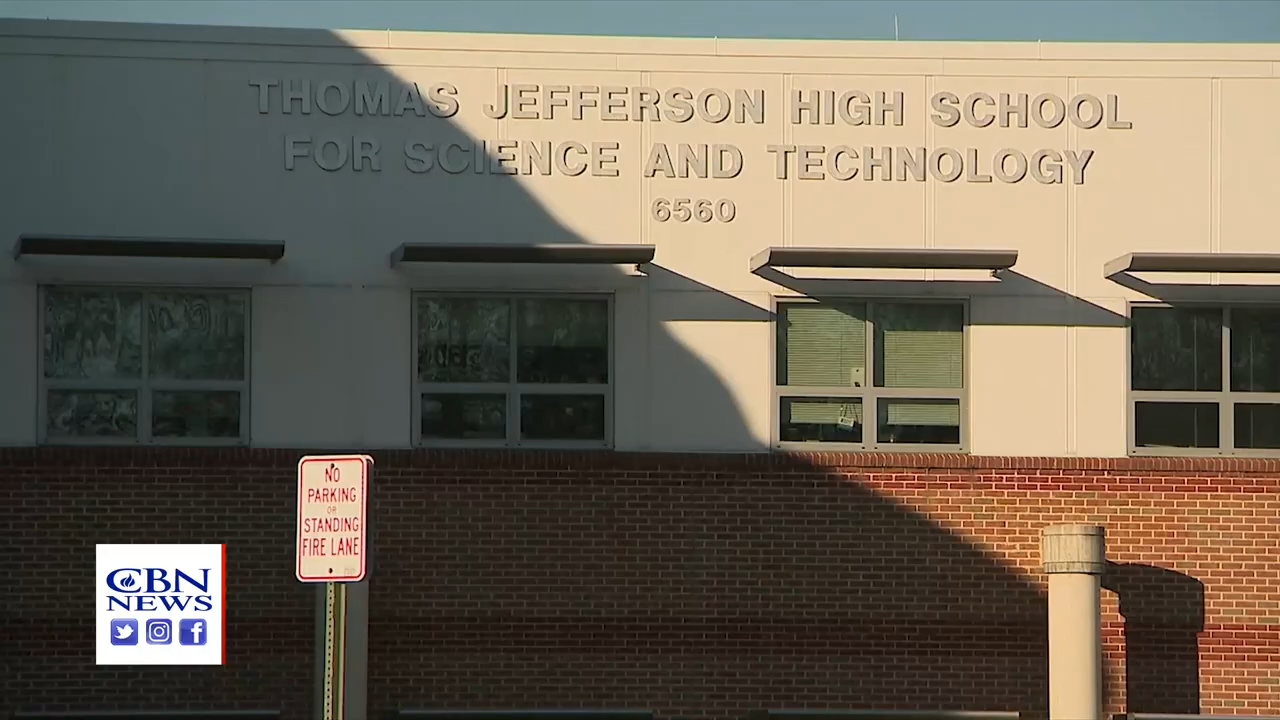 THOMAS JEFFERSON HIGH SCHOOL
FOR SCIENCE AND TECHNOLOGY
6560
NO
PARKING
OR
STANDING
FIRE LANE
CBN
NEWS